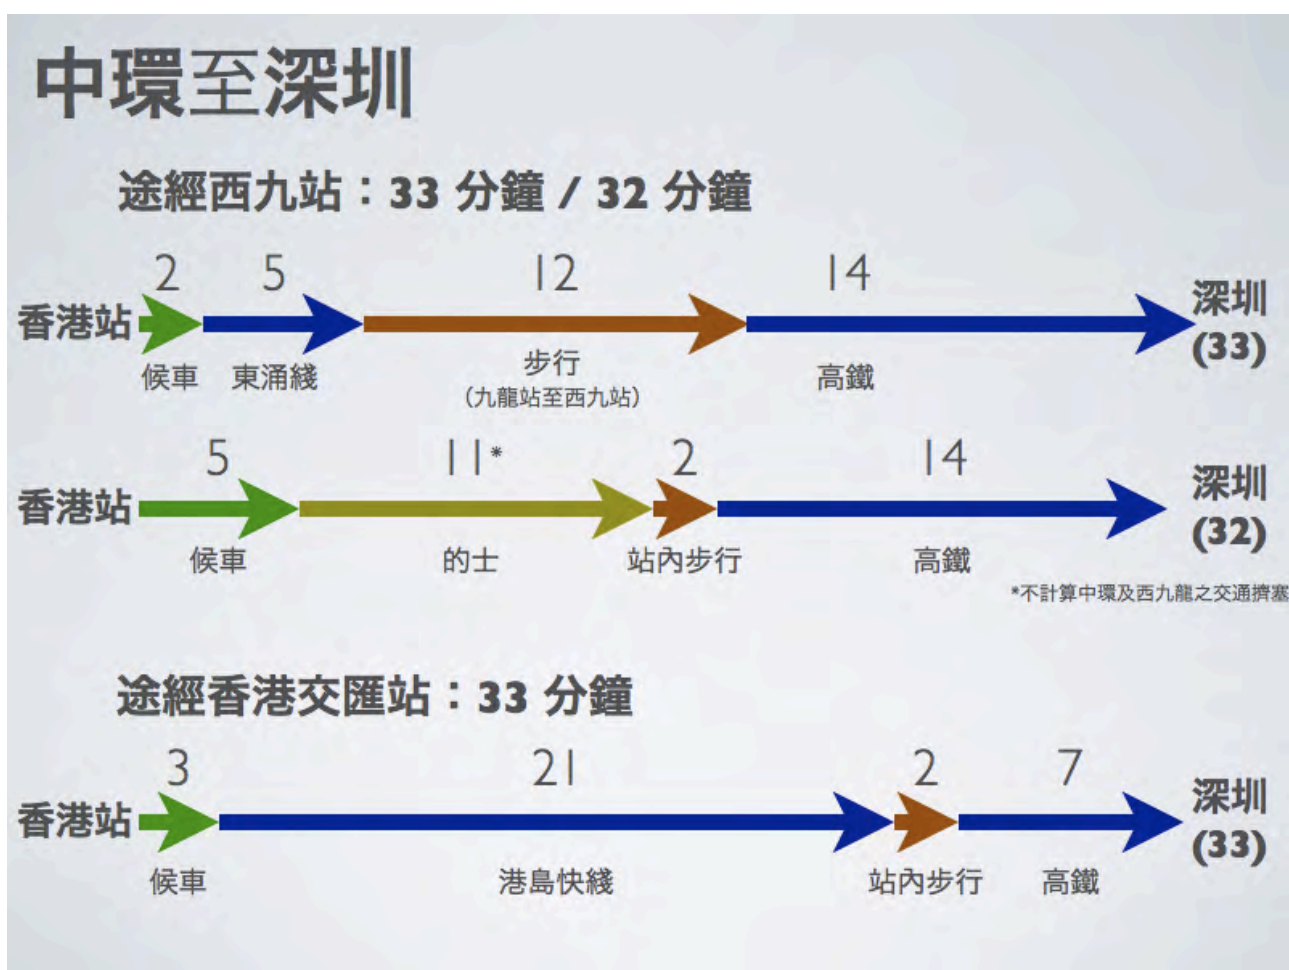 中環至深圳
途經西九站：33 分鐘 / 32 分鐘
2 5 12 14
香港站 深圳
(33)
候車 東涌綫 步行 高鐵
（九龍站至西九站）
5 11* 2 14
香港站 深圳
(32)
候車 的士 站內步行 高鐵
*不計算中環及西九龍之交通擠塞
途經香港交匯站：33 分鐘
3 21 2 7
香港站 深圳
(33)
候車 港島快綫 站內步行 高鐵